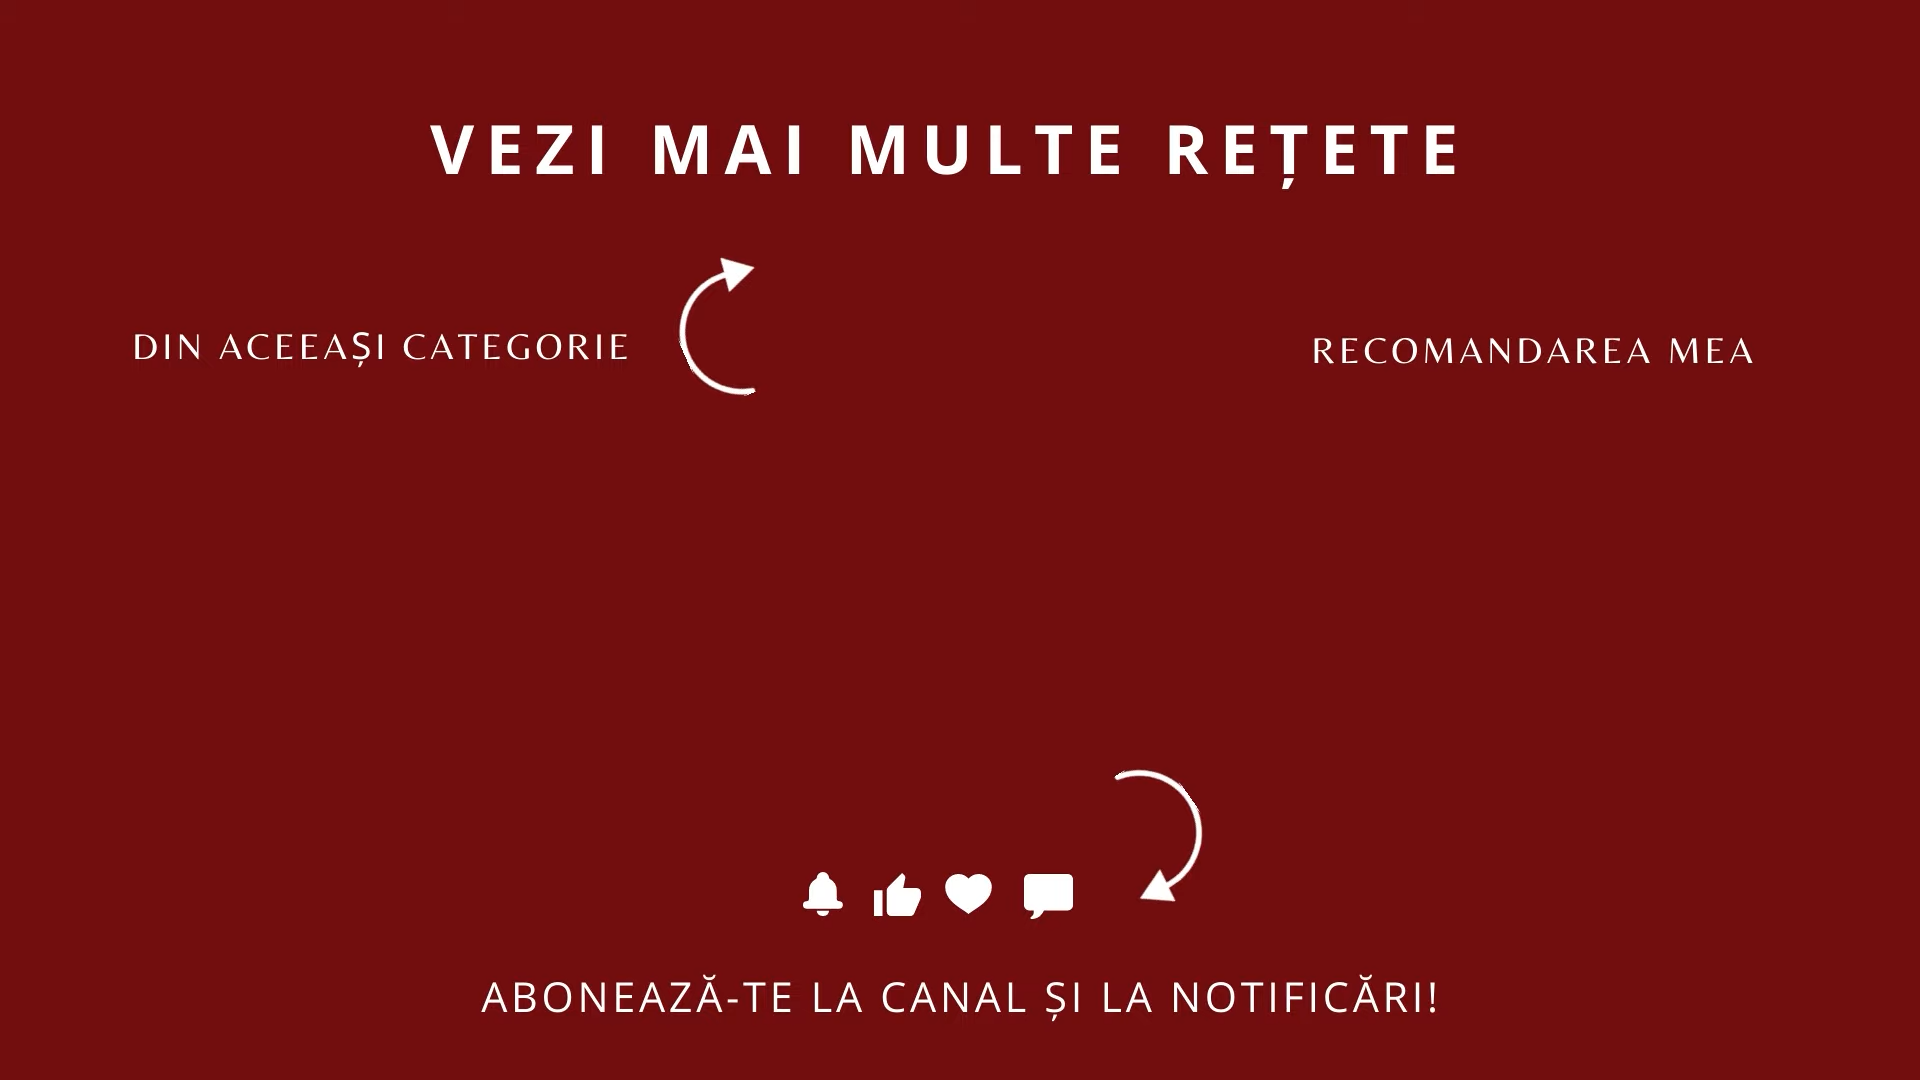 VEZI MAI MULTE REȚETE
DIN ACEEAȘI CATEGORIE
RECOMANDAREA MEA
ABONEAZĂ-TE LA CANAL ȘI LA NOTIFICĂRI!